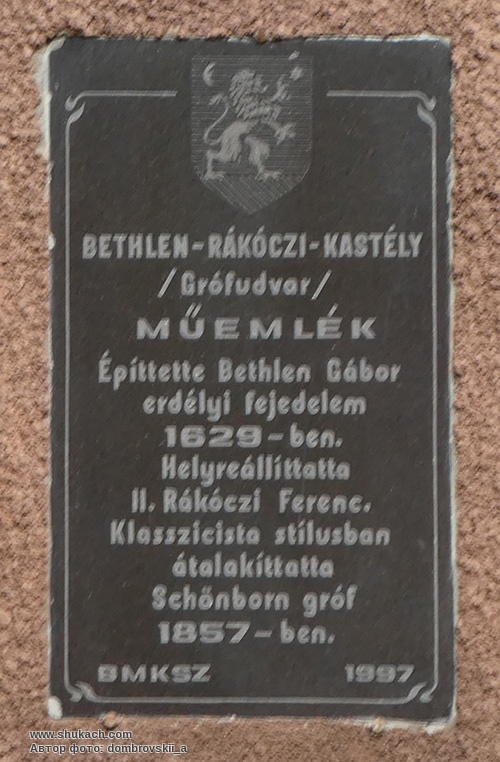 BETHLEN-RÁKÓCZI-KASTÉLY
/Grófudvar/
MŰEMLÉK
Építtette Bethlen Gábor
erdélyi fejedelem
1629-ben.
Helyreállíttatta
II. Rákóczi Ferenc.
Klasszicista stílusban
átalakíttatta
Schönborn gróf
1857-ben.
BMKSZ 1997
www.shukach.com
Автор фото: dombrovskii_a